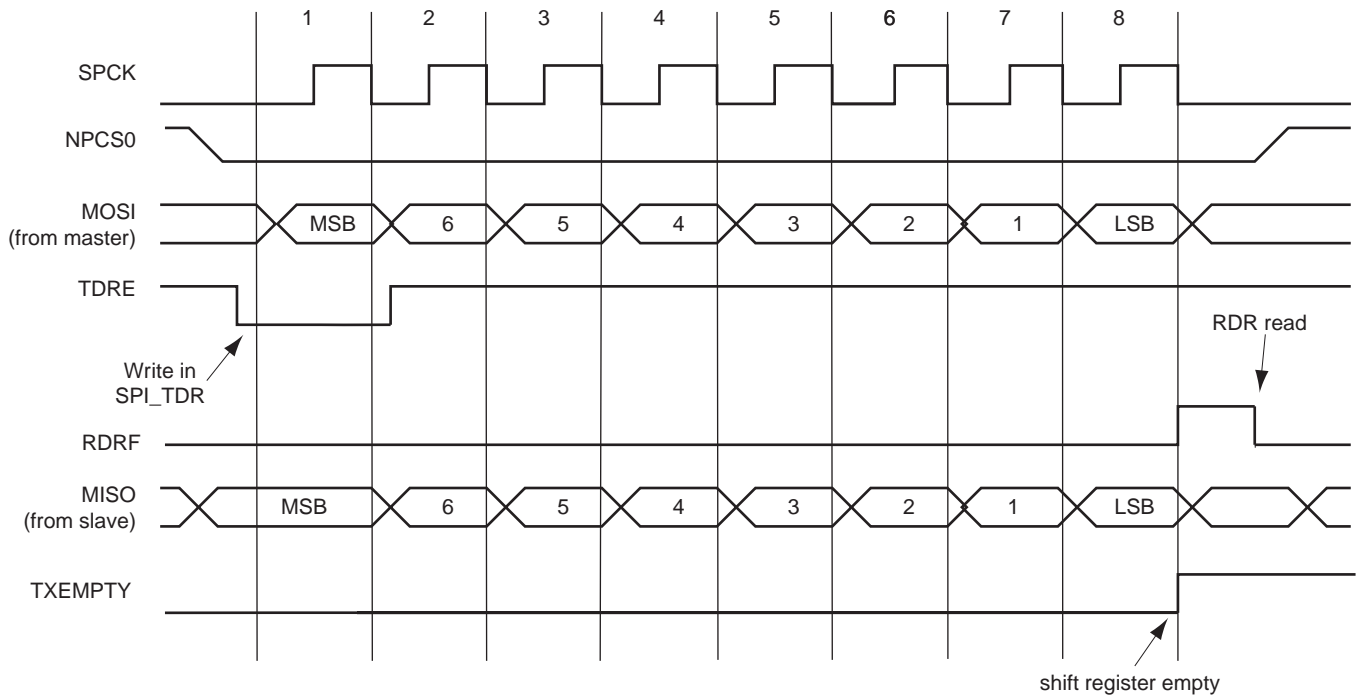 1 2 3 4 5 6 7 8
SPCK
NPCS0
MOSI
(from master)
MSB 6 5 4 3 2 1 LSB
TDRE
Write in
SPI_TDR
RDR read
RDRF
MISO
(from slave)
MSB 6 5 4 3 2 1 LSB
TXEMPTY
shift register empty